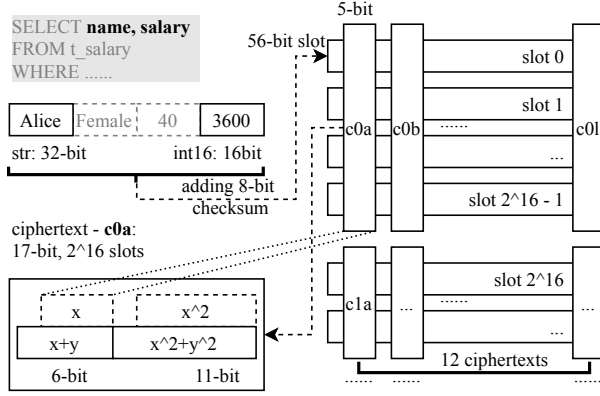 SELECT name, salary
FROM t_salary
WHERE ......
Alice Female 40 3600
str: 32-bit int16: 16bit
adding 8-bit
checksum
ciphertext - c0a:
17-bit, 2^16 slots
x x^2
x+y x^2+y^2
6-bit 11-bit
5-bit
56-bit slot
slot 0
slot 1
c0a c0b ...... c0l
...
slot 2^16 - 1
slot 2^16
......
c1a ... ...
...
12 ciphertexts
...... ...... ......